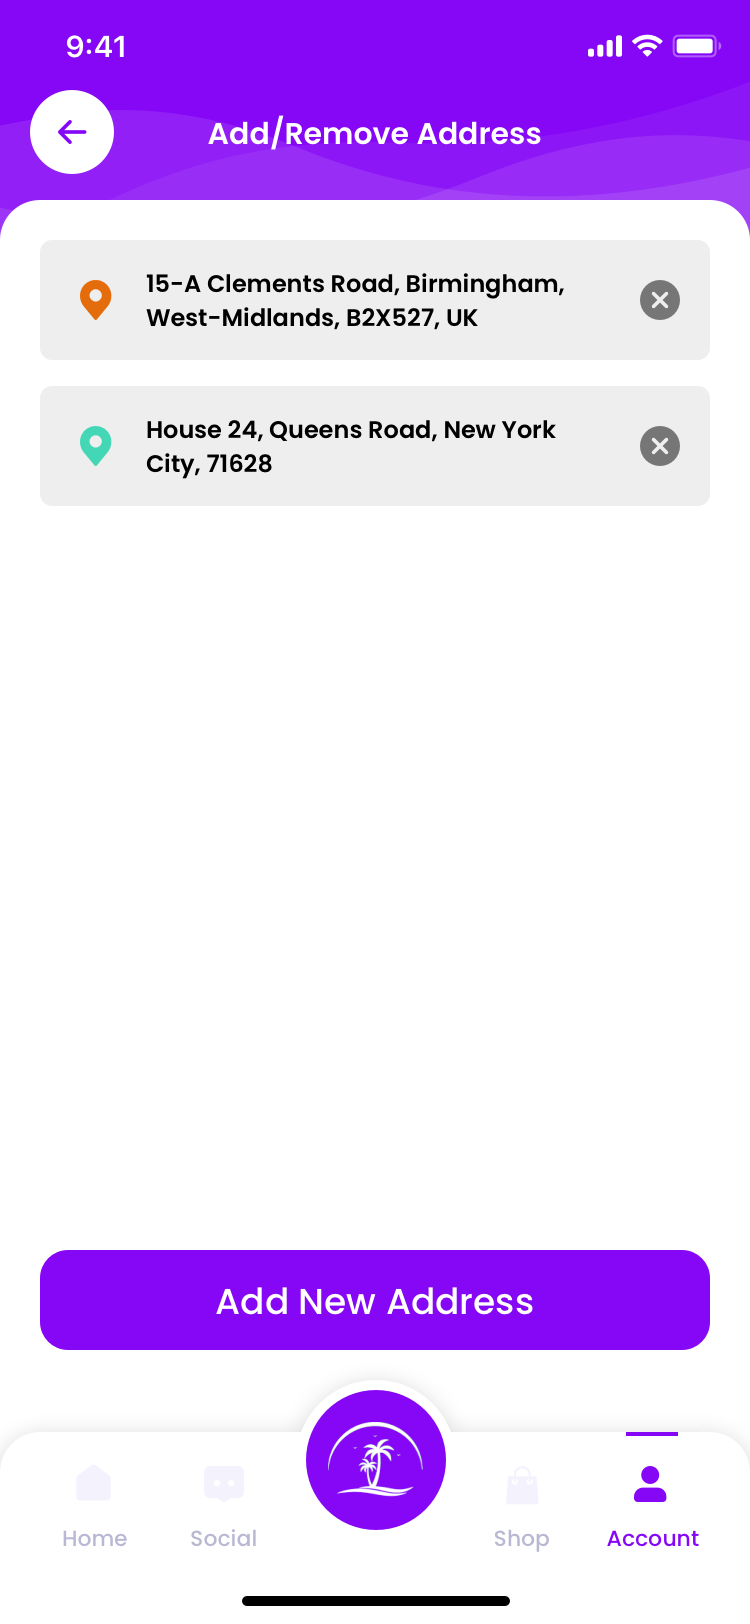 9:41
Add/Remove Address
15-A Clements Road, Birmingham,
West-Midlands, B2X527, UK
House 24, Queens Road, New York
City, 71628
Add New Address
Home
Social
Shop
Account